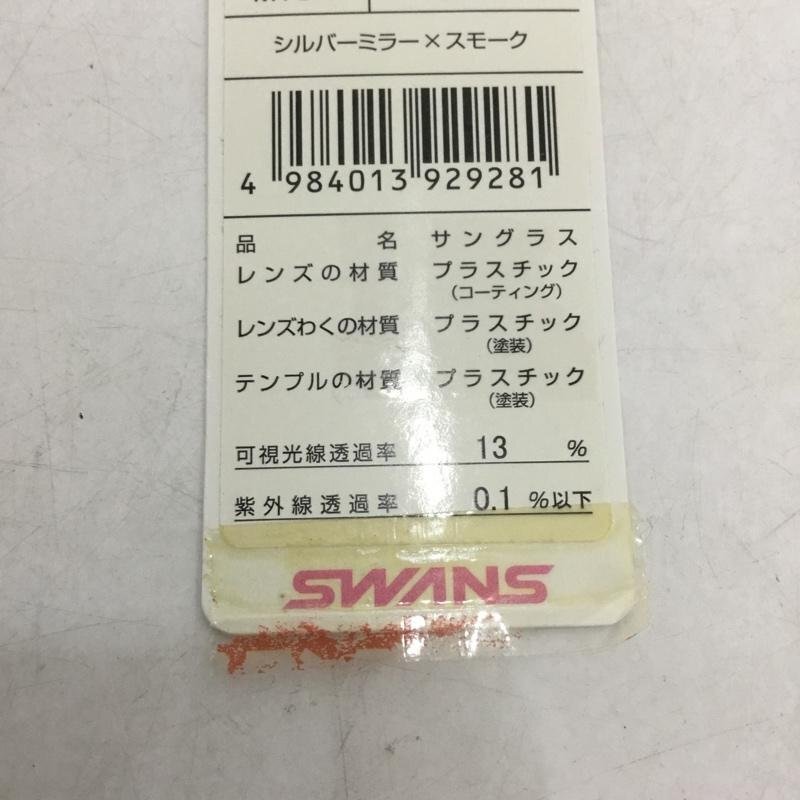 シルバーミラー×スモーク
4 984013 929281
品名 サングラス
レンズの材質 プラスチック
(コーティング)
レンズわくの材質 プラスチック
(塗装)
テンプルの材質 プラスチック
(塗装)
可視光線透過率 13 %
紫外線透過率 0.1 %以下
SWANS